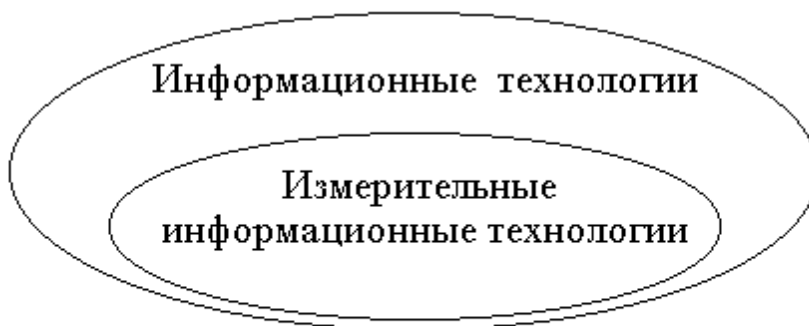 Информационные технологии
Измерительные
информационные технологии